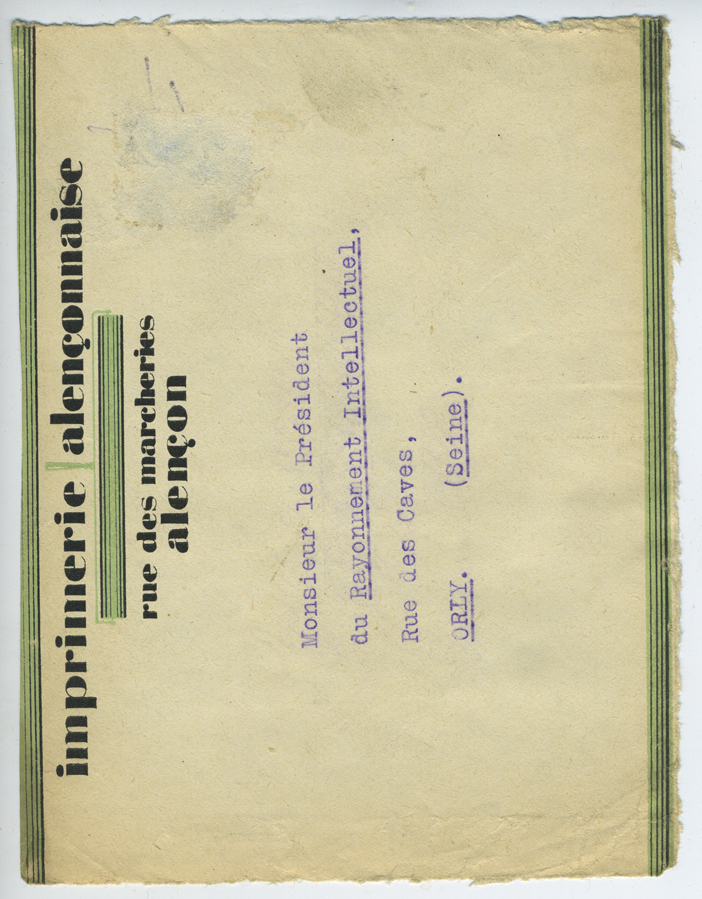 imprimerie alençonnaise
rue des marcheries
alençon
Monsieur le Président
du Rayonnement Intellectuel,
Rue des Caves,
ORLY. (Seine).